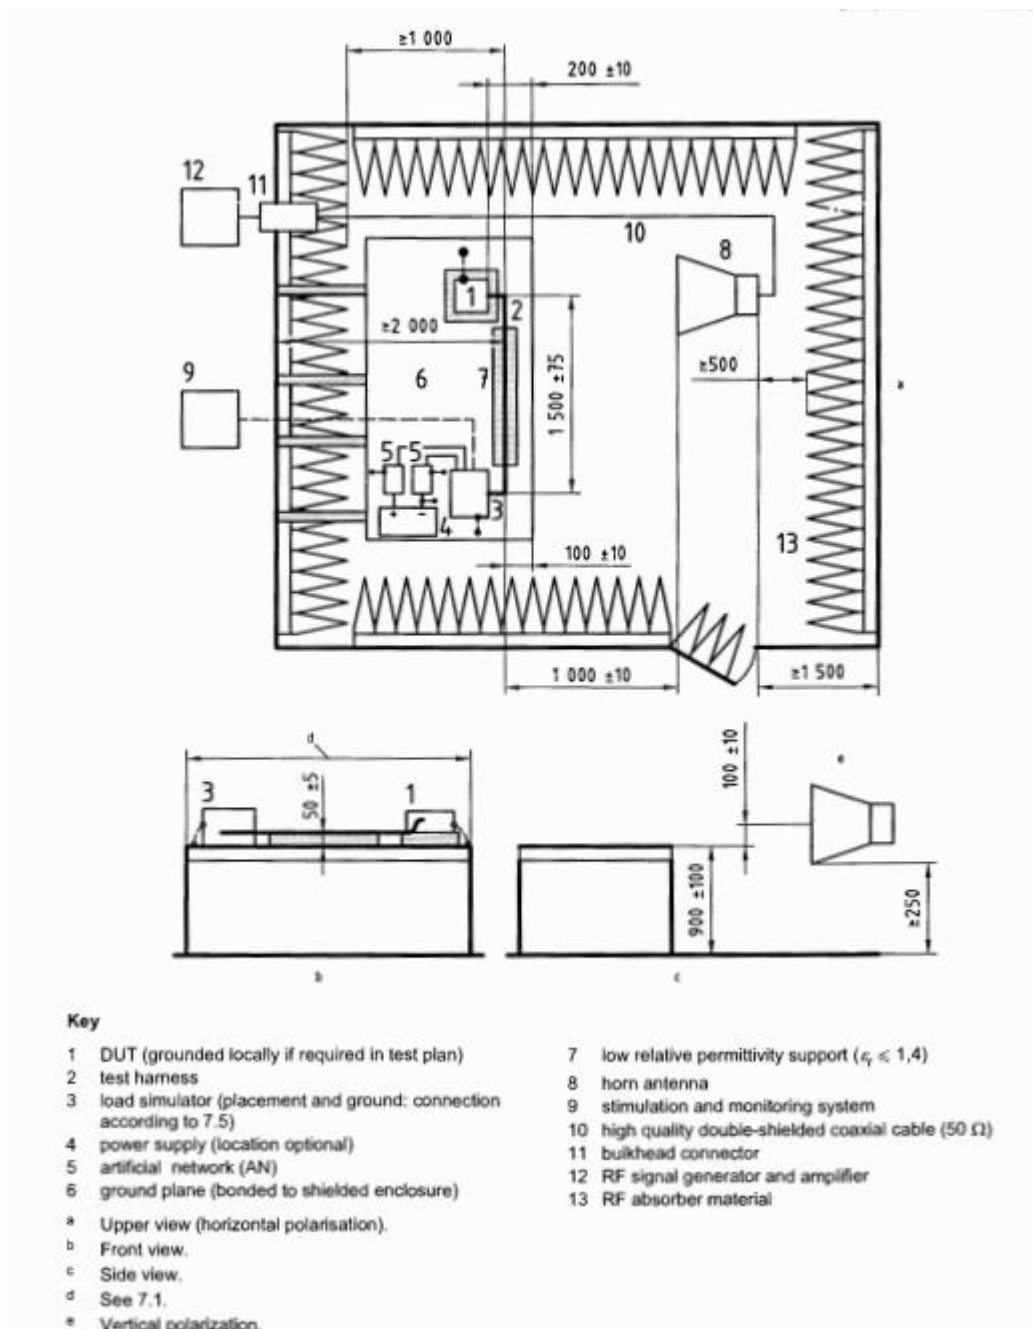 ≥1 000
200 ±10
12
11
10
8
1
2
≥2 000
9
6
7
1 500 ±75
≥500
a
5
5
+
-
4
3
13
100 ±10
1 000 ±10
≥1 500
d
3
50 ±5
1
100 ±10
e
900 ±100
≥250
b
c
Key
1 DUT (grounded locally if required in test plan)
2 test harness
3 load simulator (placement and ground: connection
according to 7.5)
4 power supply (location optional)
5 artificial network (AN)
6 ground plane (bonded to shielded enclosure)
a Upper view (horizontal polarisation).
b Front view.
c Side view.
d See 7.1.
e Vertical polarization.
7 low relative permittivity support (εr ≤ 1,4)
8 horn antenna
9 stimulation and monitoring system
10 high quality double-shielded coaxial cable (50 Ω)
11 bulkhead connector
12 RF signal generator and amplifier
13 RF absorber material